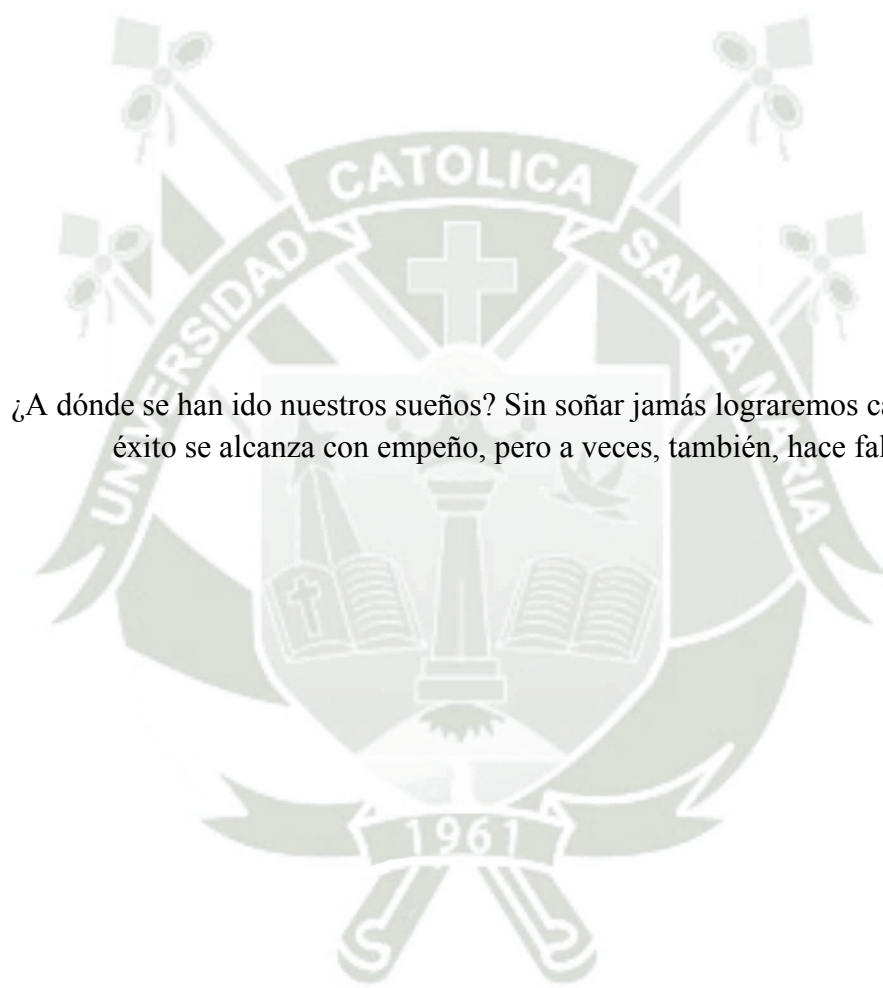 UNIVERSIDAD CATOLICA SANTA MARIA
¿A dónde se han ido nuestros sueños? Sin soñar jamás lograremos
éxito se alcanza con empeño, pero a veces, también, hace
1961